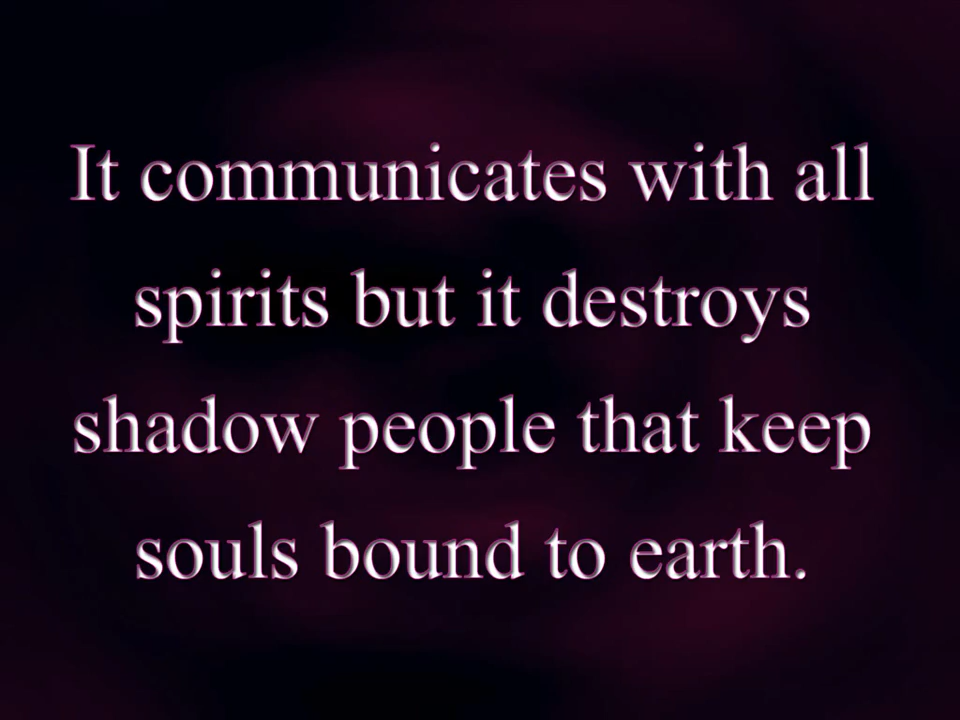 It communicates with all
spirits but it destroys
shadow people that keep
souls bound to earth.